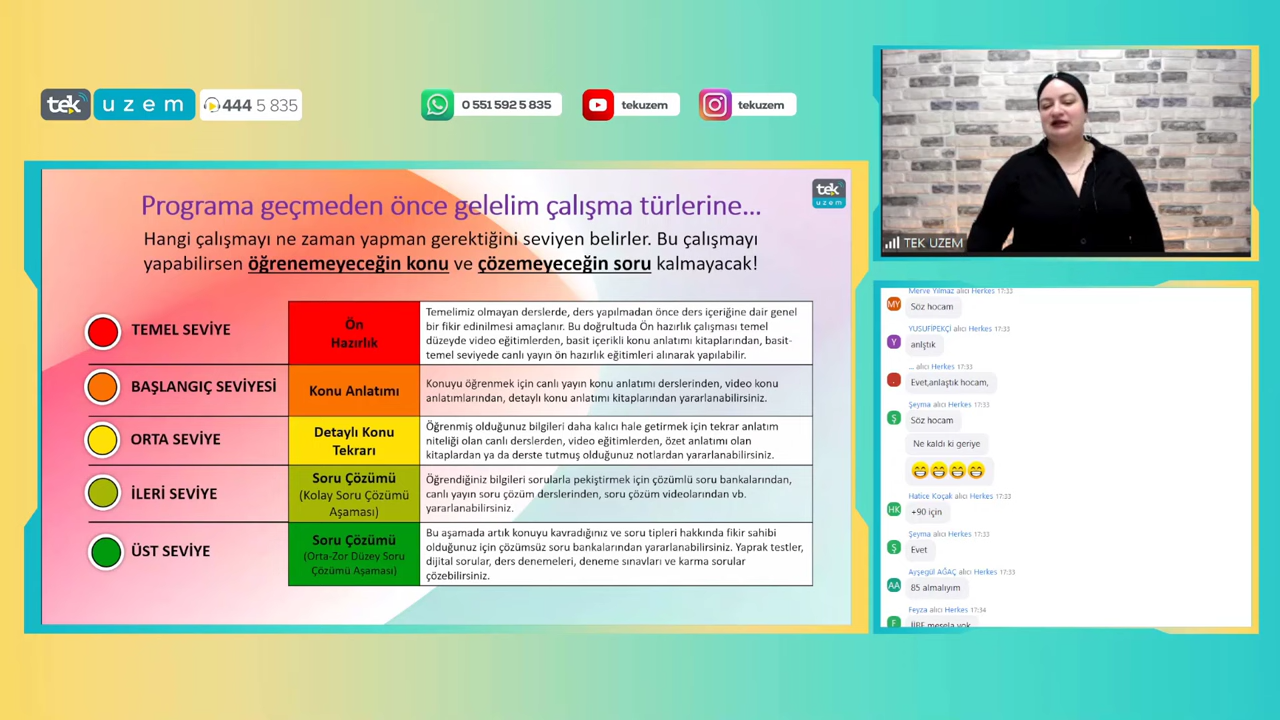 tek uzem 444 5 835
0 551 592 5 835
tekuzem
tekuzem
Programa geçmeden önce gelelim çalışma türlerine...
tek
uzem
Hangi çalışmayı ne zaman yapman gerektiğini seviyen belirler. Bu çalışmayı
yapabilirsen öğrenemeyeceğin konu ve çözemeyeceğin soru kalmayacak!
TEMEL SEVİYE
Ön
Hazırlık
Temelimiz olmayan derslerde, ders yapılmadan önce ders içeriğine dair genel
bir fikir edinilmesi amaçlanır. Bu doğrultuda Ön hazırlık çalışması temel
düzeyde video eğitimlerden, basit içerikli konu anlatımı kitaplarından, basit-
temel seviyede canlı yayın ön hazırlık eğitimleri alınarak yapılabilir.
BAŞLANGIÇ SEVİYESİ
Konu Anlatımı
Konuyu öğrenmek için canlı yayın konu anlatımı derslerinden, video konu
anlatımlarından, detaylı konu anlatımı kitaplarından yararlanabilirsiniz.
ORTA SEVİYE
Detaylı Konu
Tekrarı
Öğrenmiş olduğunuz bilgileri daha kalıcı hale getirmek için tekrar anlatım
niteliği olan canlı derslerden, video eğitimlerden, özet anlatımı olan
kitaplardan ya da derste tutmuş olduğunuz notlardan yararlanabilirsiniz.
İLERİ SEVİYE
Soru Çözümü
(Kolay Soru Çözümü
Aşaması)
Öğrendiğiniz bilgileri sorularla pekiştirmek için çözümlü soru bankalarından,
canlı yayın soru çözüm derslerinden, soru çözüm videolarından vb.
yararlanabilirsiniz.
ÜST SEVİYE
Soru Çözümü
(Orta-Zor Düzey Soru
Çözümü Aşaması)
Bu aşamada artık konuyu kavradığınız ve soru tipleri hakkında fikir sahibi
olduğunuz için çözümsüz soru bankalarından yararlanabilirsiniz. Yaprak testler,
dijital sorular, ders denemeleri, deneme sınavları ve karma sorular
çözebilirsiniz.
TEK UZEM
Merve Yılmaz alıcı Herkes 17:33
MY
Söz hocam
YUSUFİPEKÇİ alıcı Herkes 17:33
Y
anlştık
... alıcı Herkes 17:33
.
Evet,anlaştık hocam,
Şeyma alıcı Herkes 17:33
Ş
Söz hocam
Ne kaldı ki geriye
Hatice Koçak alıcı Herkes 17:33
HK
+90 için
Şeyma alıcı Herkes 17:33
Ş
Evet
Ayşegül AĞAÇ alıcı Herkes 17:33
AA
85 almalıyım
Feyza alıcı Herkes 17:34
F
İİBF mesela yok